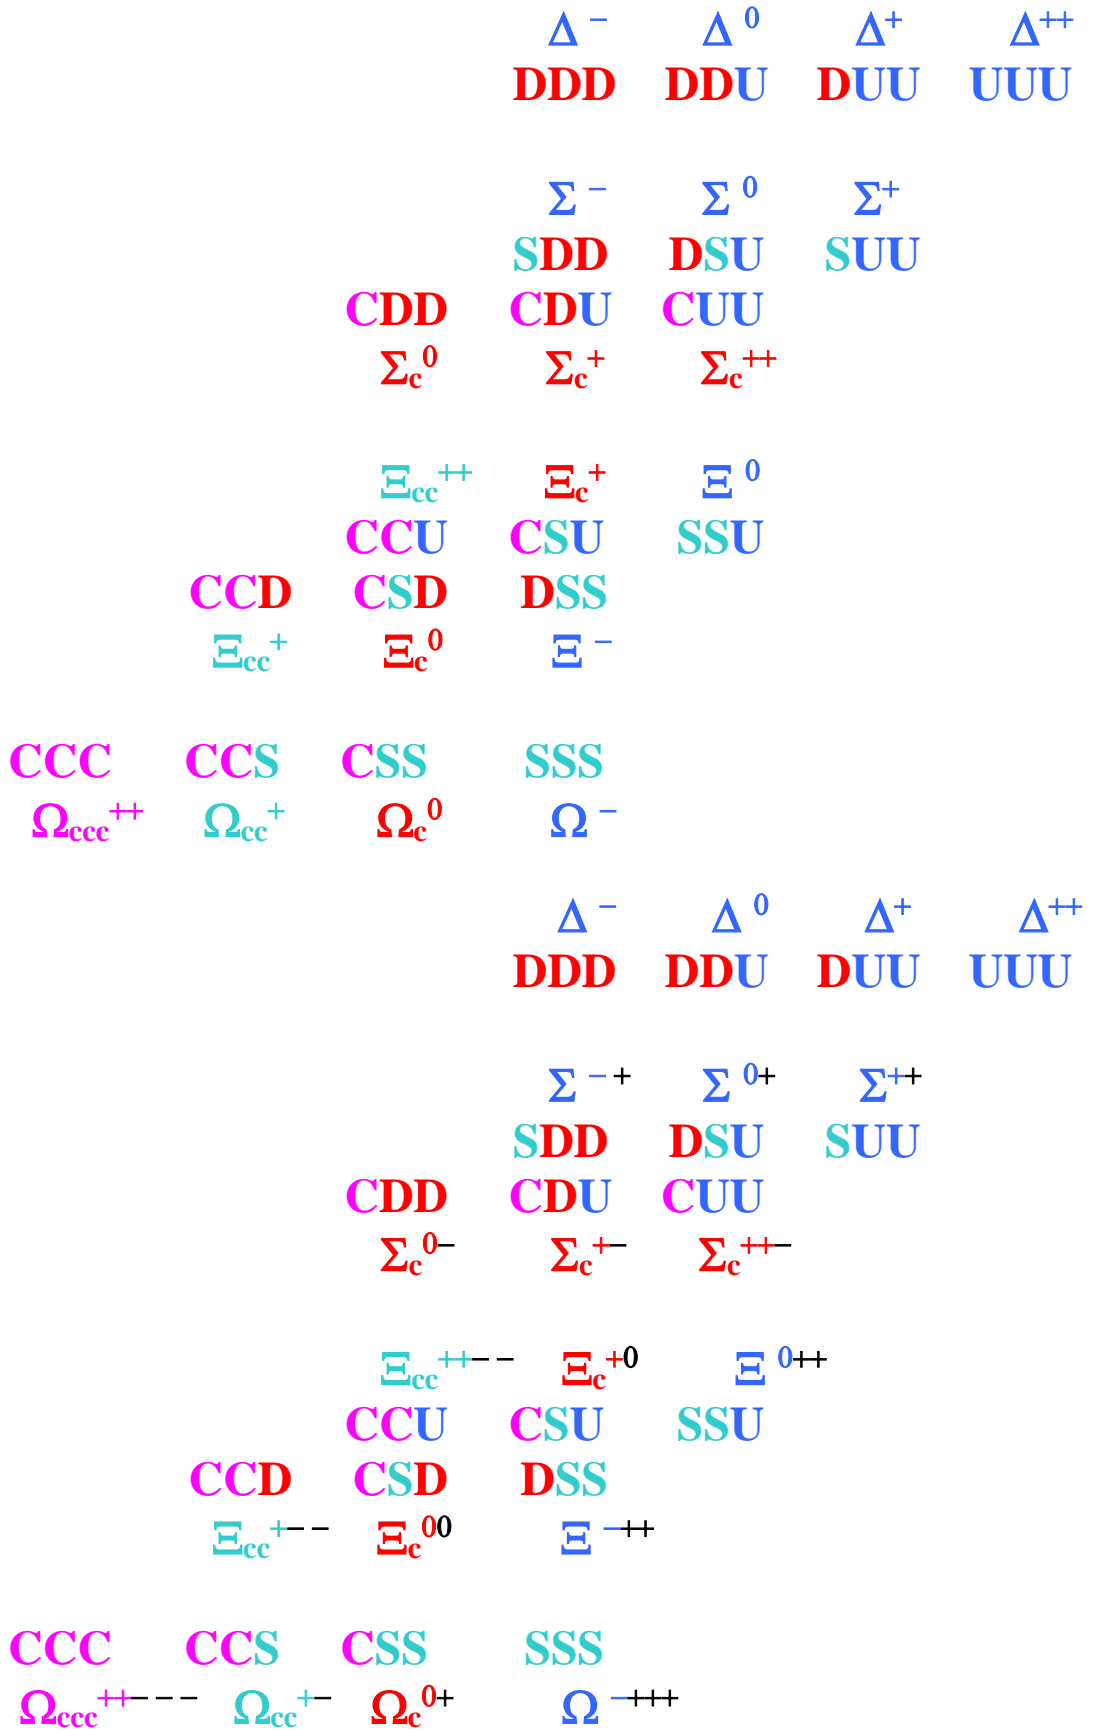 Δ⁻ Δ⁰ Δ⁺ Δ⁺⁺
DDD DDU DUU UUU
Σ⁻ Σ⁰ Σ⁺
SDD DSU SUU
CDD CDU CUU
Σc⁰ Σc⁺ Σc⁺⁺
Ξcc⁺⁺ Ξc⁺ Ξ⁰
CCU CSU SSU
CCD CSD DSS
Ξcc⁺ Ξc⁰ Ξ⁻
CCC CCS CSS SSS
Ωccc⁺⁺ Ωcc⁺ Ωc⁰ Ω⁻
Δ⁻ Δ⁰ Δ⁺ Δ⁺⁺
DDD DDU DUU UUU
Σ⁻⁺ Σ⁰⁺ Σ⁺⁺
SDD DSU SUU
CDD CDU CUU
Σc⁰⁻ Σc⁺⁻ Σc⁺⁺⁻
Ξcc⁺⁺⁻⁻ Ξc⁺⁰ Ξ⁰⁺⁺
CCU CSU SSU
CCD CSD DSS
Ξcc⁺⁻⁻ Ξc⁰⁰ Ξ⁻⁺⁺
CCC CCS CSS SSS
Ωccc⁺⁺⁻⁻⁻ Ωcc⁺⁻ Ωc⁰⁺ Ω⁻⁺⁺⁺